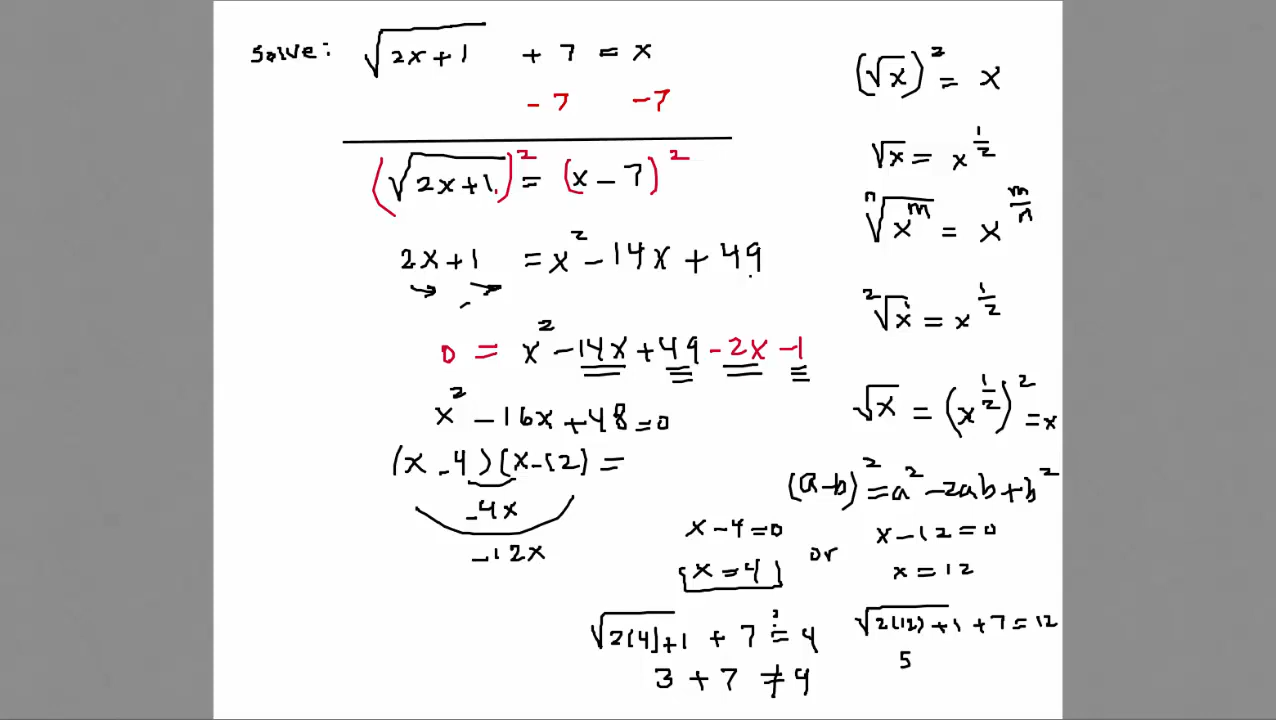 Solve: √(2x+1) + 7 = x
-7 -7
(√(2x+1))² = (x - 7)²
2x+1 = x² - 14x + 49
0 = x² - 14x + 49 - 2x - 1
x² - 16x + 48 = 0
(x - 4)(x - 12) =
-4x
-12x
(√x)² = x
√x = x^(1/2)
ⁿ√(x^m) = x^(m/n)
²√(x¹) = x^(1/2)
√x = (x^(1/2))² = x
(a-b)² = a² - 2ab + b²
x - 4 = 0 or x - 12 = 0
x = 4 x = 12
√(2(4)+1) + 7 ≟ 4
3 + 7 ≠ 4
√(2(12)+1) + 7 = 12
5